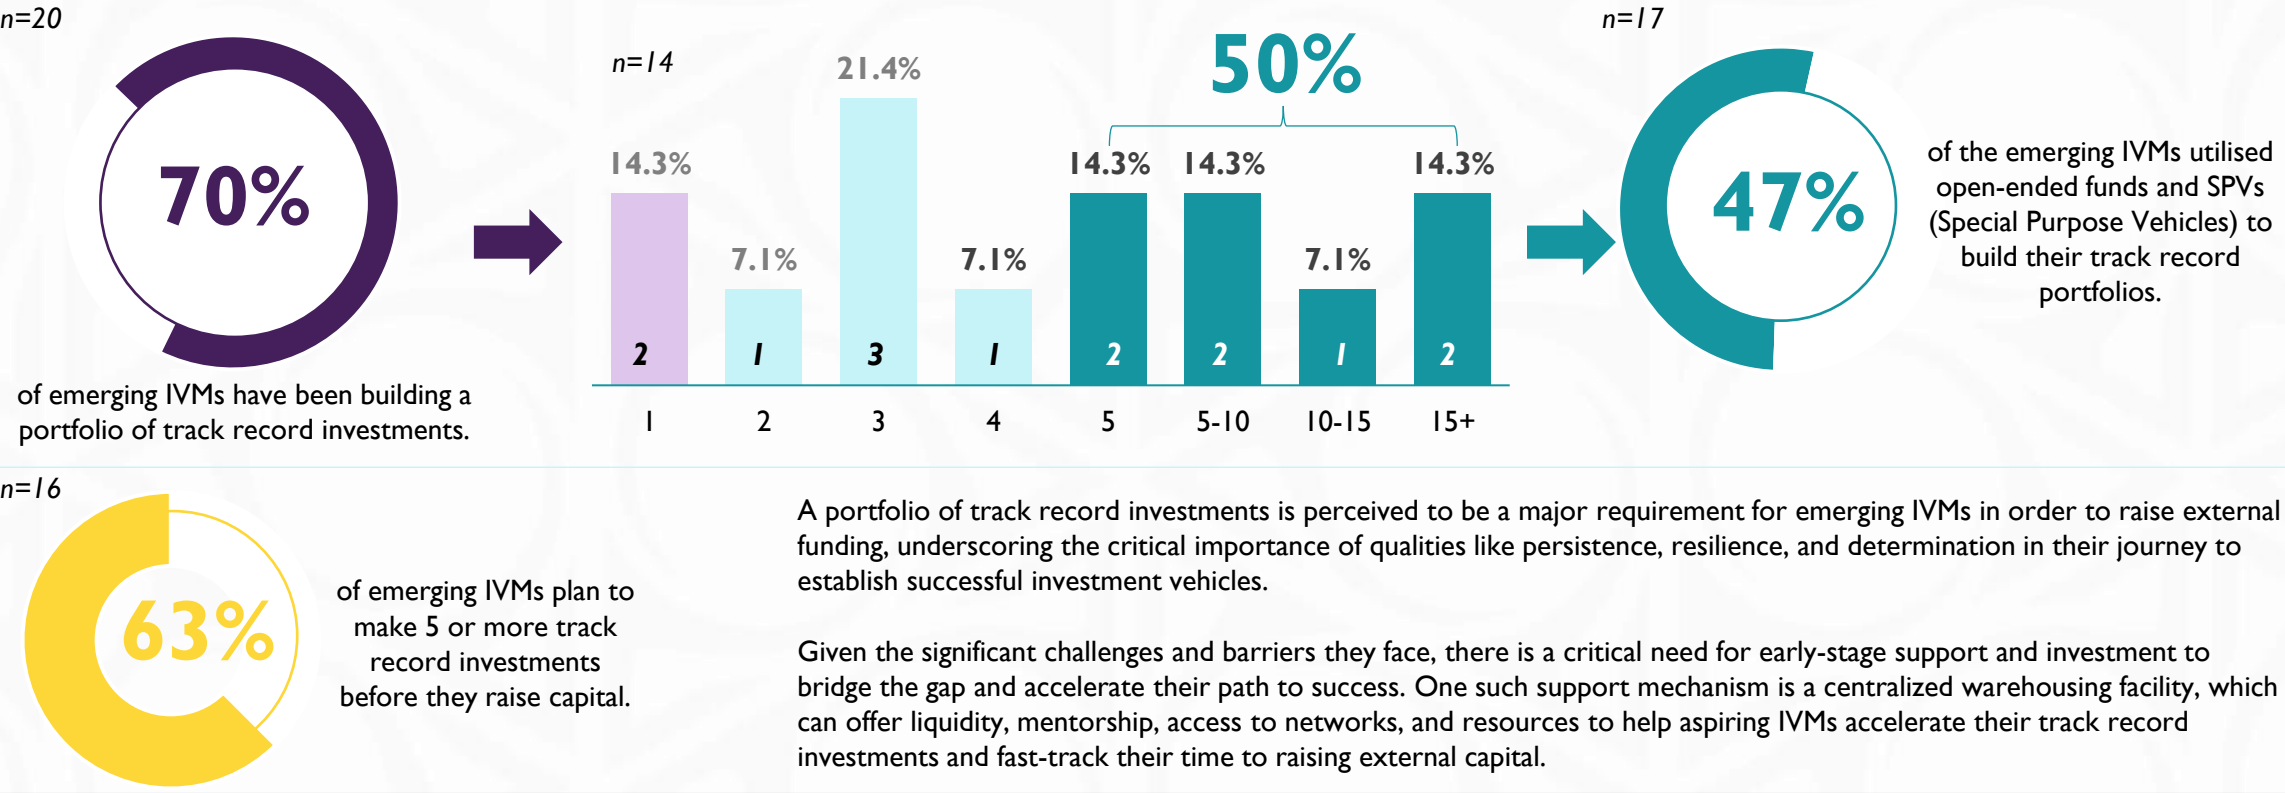 n=20
70%
of emerging IVMs have been building a
portfolio of track record investments.
n=14
50%
14.3%
7.1%
21.4%
7.1%
14.3%
14.3%
7.1%
14.3%
2
1
3
1
2
2
1
2
1
2
3
4
5
5-10
10-15
15+
n=17
47%
of the emerging IVMs utilised
open-ended funds and SPVs
(Special Purpose Vehicles) to
build their track record
portfolios.
n=16
63%
of emerging IVMs plan to
make 5 or more track
record investments
before they raise capital.
A portfolio of track record investments is perceived to be a major requirement for emerging IVMs in order to raise external
funding, underscoring the critical importance of qualities like persistence, resilience, and determination in their journey to
establish successful investment vehicles.
Given the significant challenges and barriers they face, there is a critical need for early-stage support and investment to
bridge the gap and accelerate their path to success. One such support mechanism is a centralized warehousing facility, which
can offer liquidity, mentorship, access to networks, and resources to help aspiring IVMs accelerate their track record
investments and fast-track their time to raising external capital.